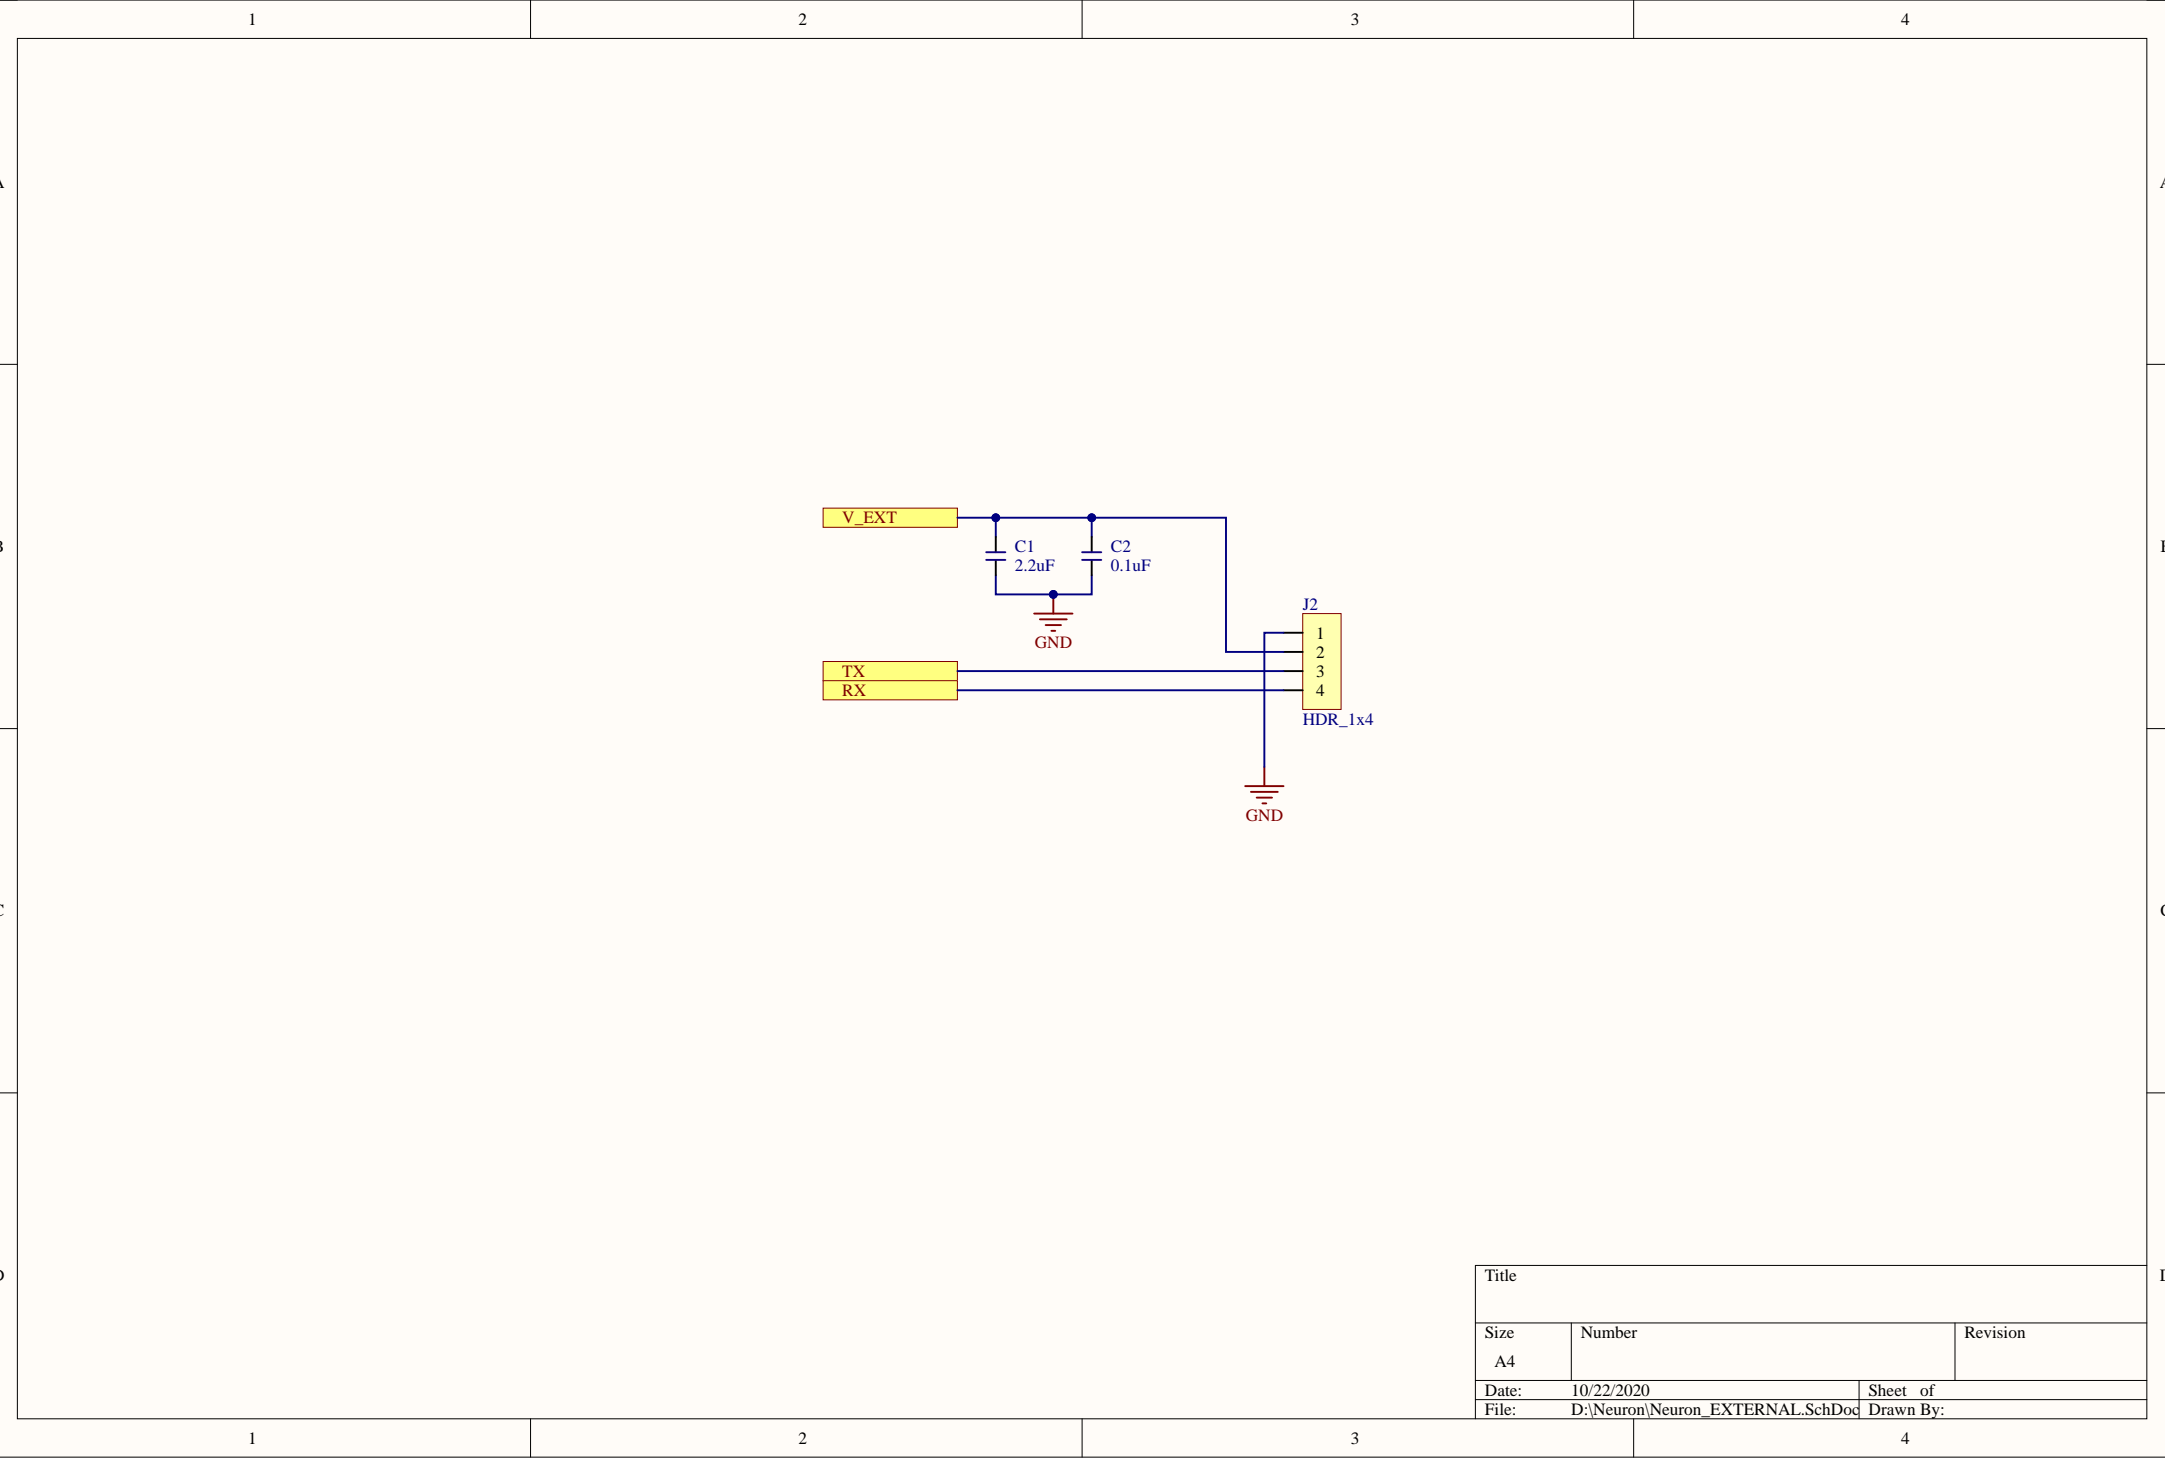 1 2 3 4
A A
V_EXT
C1 C2
2.2uF 0.1uF
GND
J2
1
2
TX 3
RX 4
HDR_1x4
GND
Title
Size Number Revision
A4
Date: 10/22/2020 Sheet of
File: D:\Neuron\Neuron_EXTERNAL.SchDoc Drawn By:
1 2 3 4